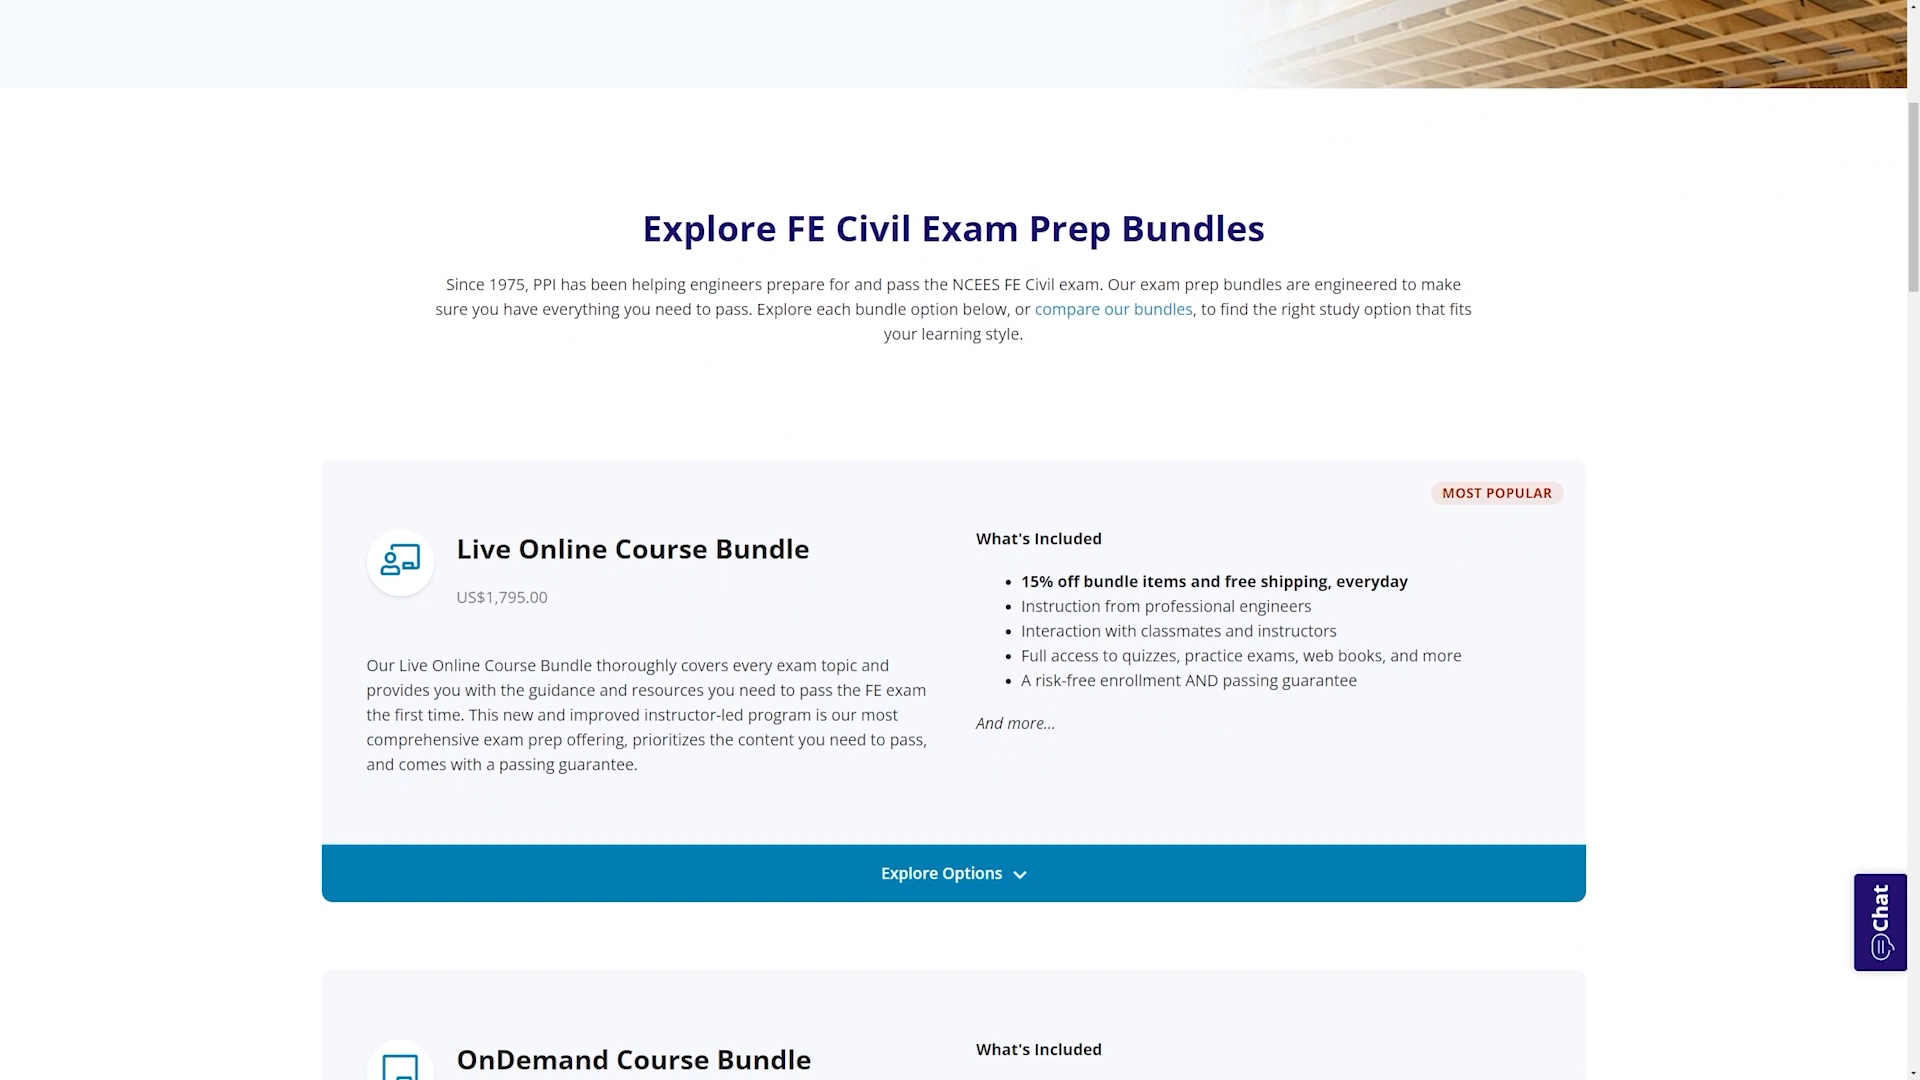 Explore FE Civil Exam Prep Bundles
Since 1975, PPI has been helping engineers prepare for and pass the NCEES FE Civil exam. Our exam prep bundles are engineered to make
sure you have everything you need to pass. Explore each bundle option below, or compare our bundles, to find the right study option that fits
your learning style.
MOST POPULAR
Live Online Course Bundle
US$1,795.00
Our Live Online Course Bundle thoroughly covers every exam topic and
provides you with the guidance and resources you need to pass the FE exam
the first time. This new and improved instructor-led program is our most
comprehensive exam prep offering, prioritizes the content you need to pass,
and comes with a passing guarantee.
What's Included
• 15% off bundle items and free shipping, everyday
• Instruction from professional engineers
• Interaction with classmates and instructors
• Full access to quizzes, practice exams, web books, and more
• A risk-free enrollment AND passing guarantee
And more...
Explore Options
Chat
OnDemand Course Bundle
What's Included